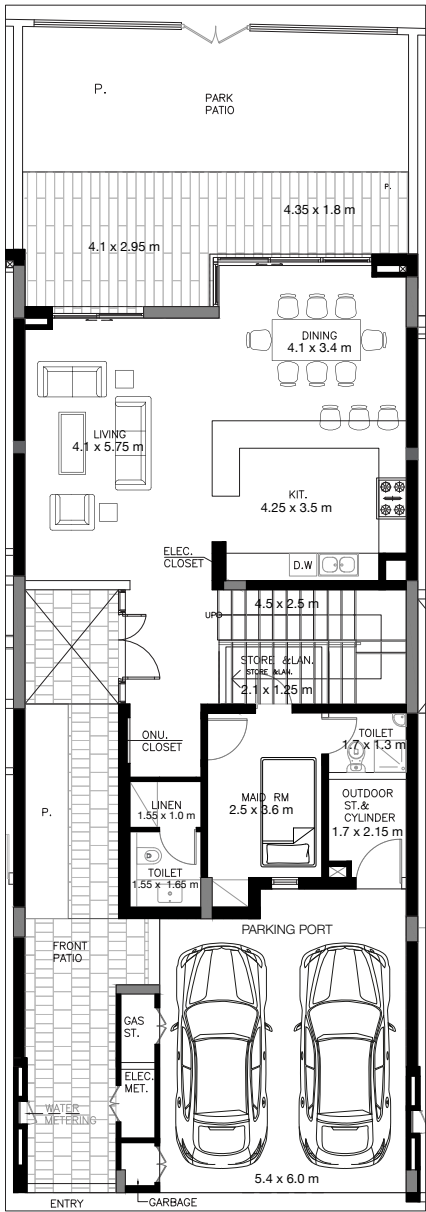 P.
PARK
PATIO
P.
4.35 x 1.8 m
4.1 x 2.95 m
DINING
4.1 x 3.4 m
LIVING
4.1 x 5.75 m
KIT.
4.25 x 3.5 m
ELEC.
CLOSET
D.W
4.5 x 2.5 m
UP
STORE &LAN.
STORE &LAN.
2.1 x 1.25 m
ONU.
CLOSET
TOILET
1.7 x 1.3 m
P.
LINEN
1.55 x 1.0 m
MAID RM
2.5 x 3.6 m
OUTDOOR
ST.&
CYLINDER
1.7 x 2.15 m
TOILET
1.55 x 1.65 m
PARKING PORT
FRONT
PATIO
GAS
ST.
ELEC.
MET.
WATER
METERING
5.4 x 6.0 m
ENTRY
GARBAGE